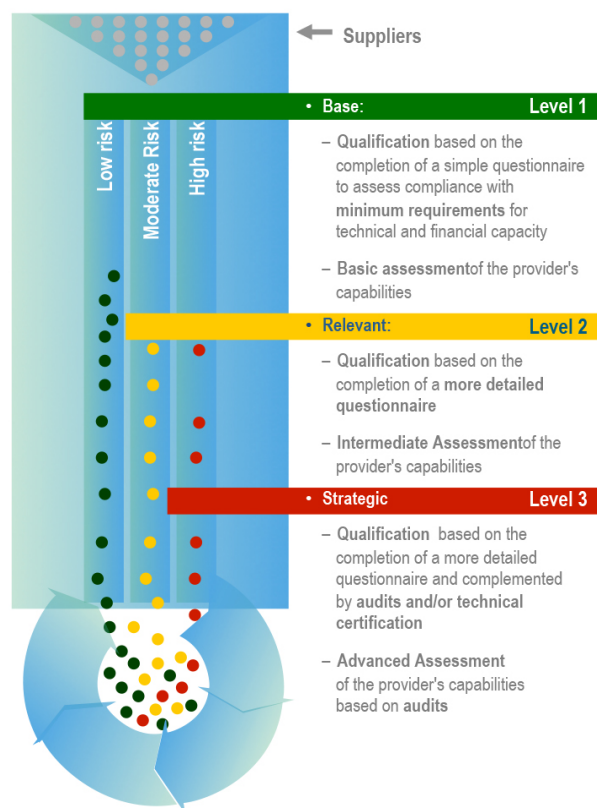 Suppliers
• Base: Level 1
Low risk
Moderate Risk
High risk
– Qualification based on the
completion of a simple questionnaire
to assess compliance with
minimum requirements for
technical and financial capacity
– Basic assessmentof the provider's
capabilities
• Relevant: Level 2
– Qualification based on the
completion of a more detailed
questionnaire
– Intermediate Assessmentof the
provider's capabilities
• Strategic Level 3
– Qualification based on the
completion of a more detailed
questionnaire and complemented
by audits and/or technical
certification
– Advanced Assessment
of the provider's capabilities
based on audits